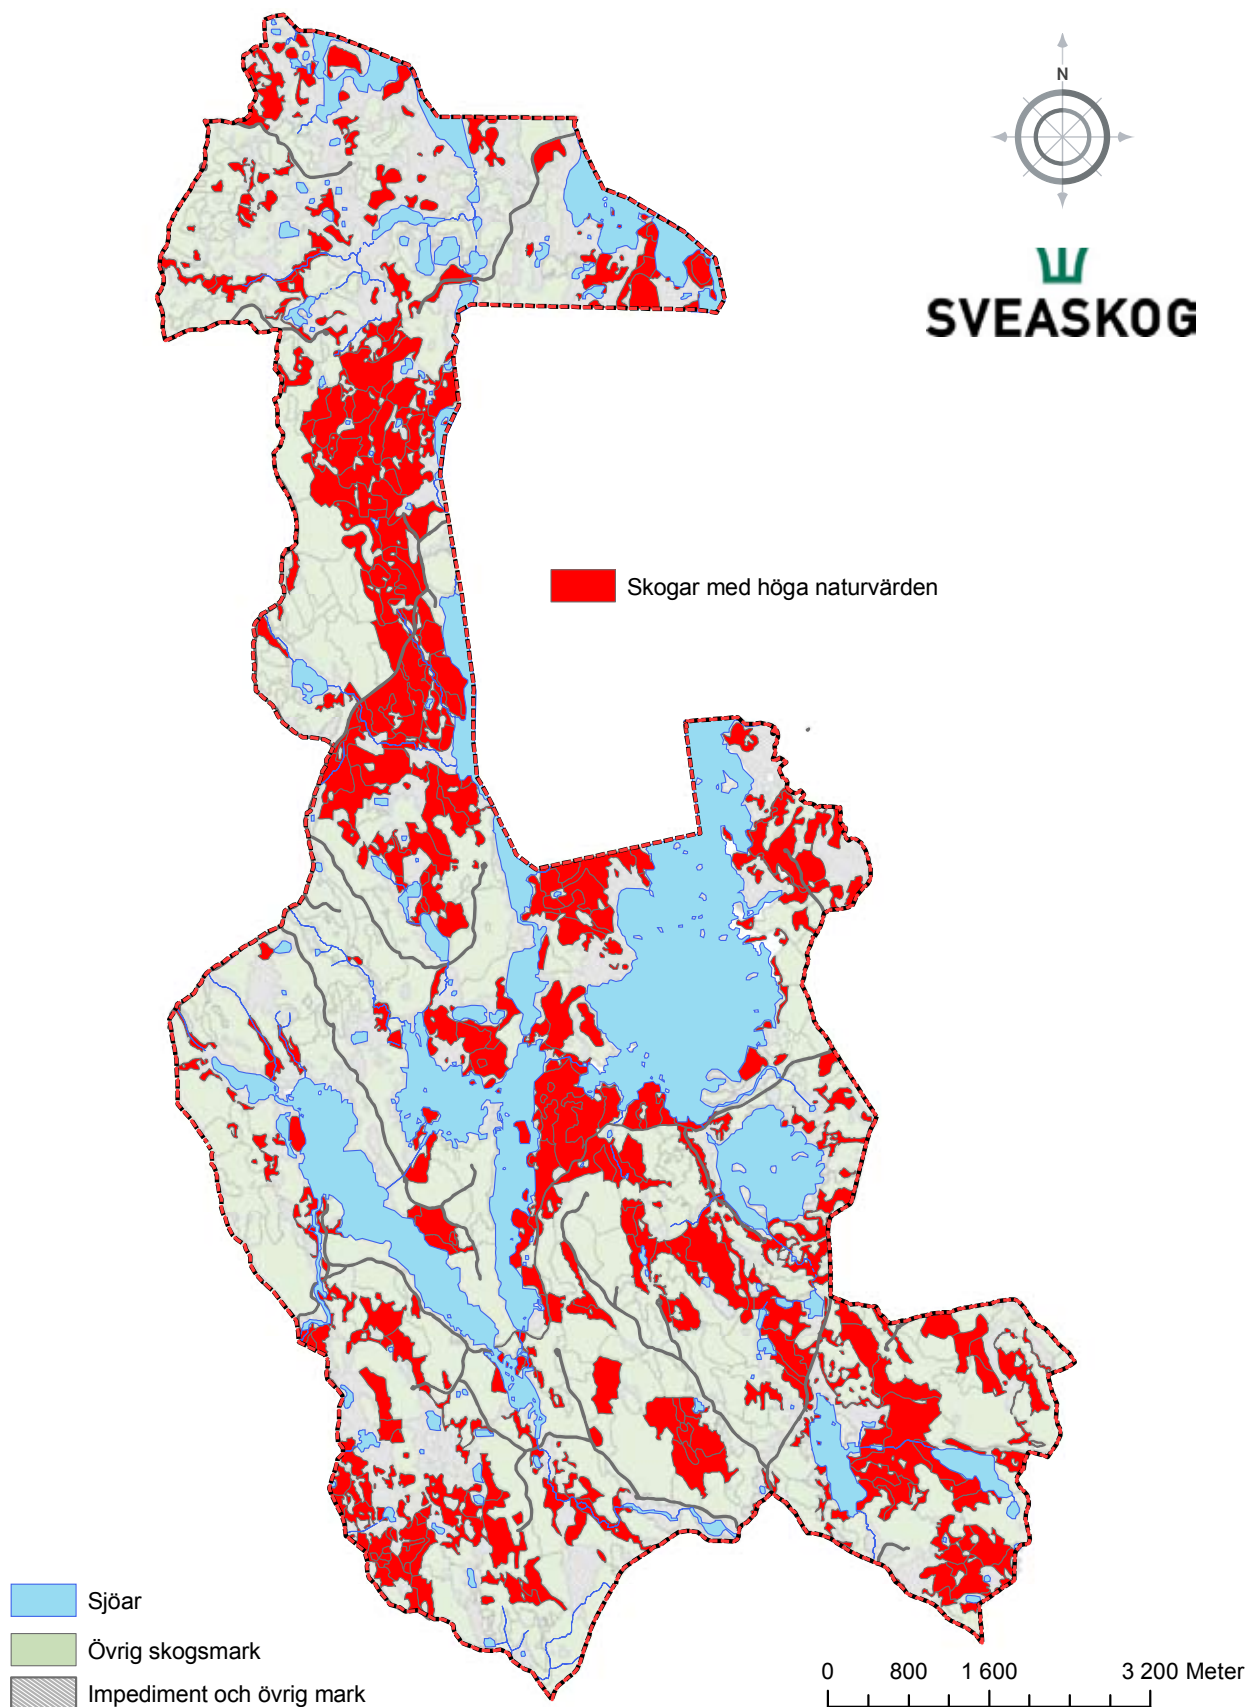 N
SVEASKOG
Skogar med höga naturvärden
Sjöar
Övrig skogsmark
Impediment och övrig mark
0 800 1 600 3 200 Meter